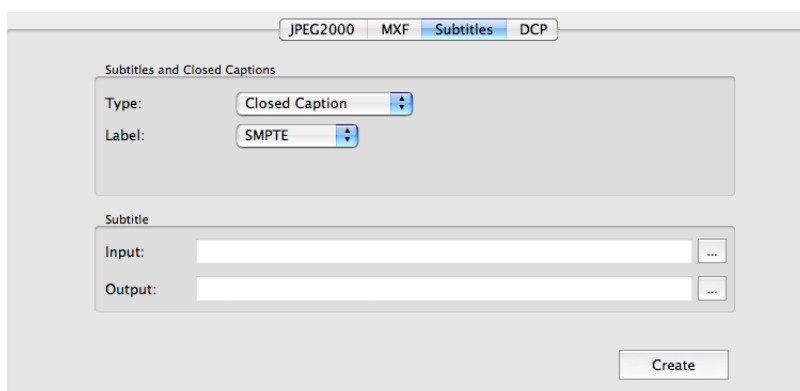 JPEG2000 MXF Subtitles DCP
Subtitles and Closed Captions
Type: Closed Caption
Label: SMPTE
Subtitle
Input: ...
Output: ...
Create